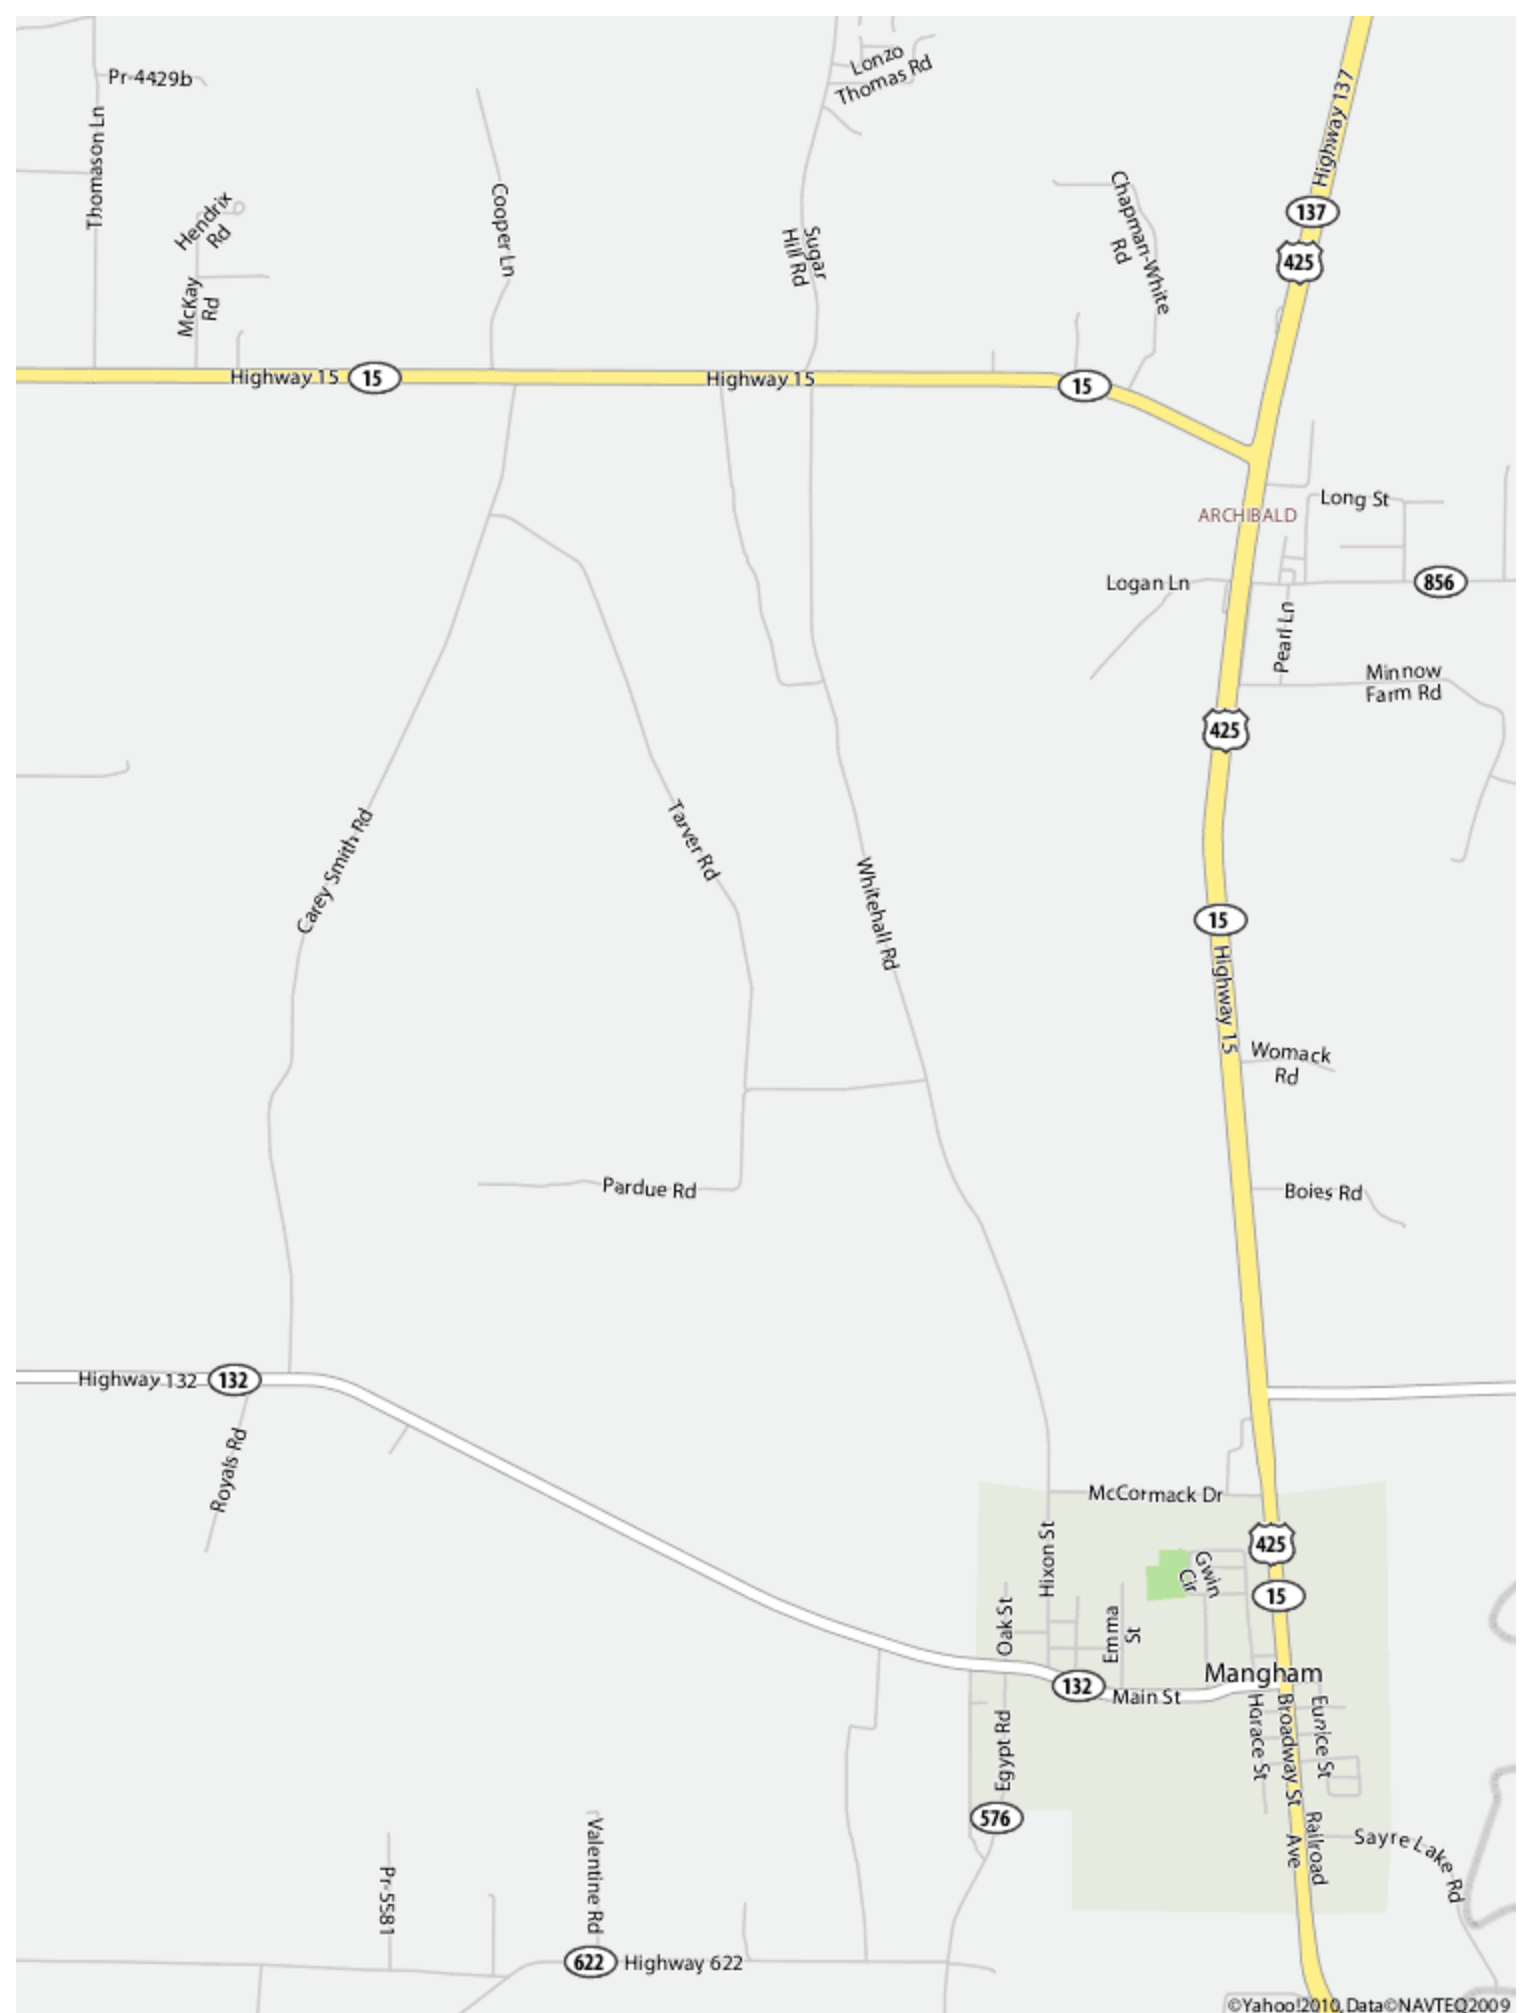 Lonzo
Thomas Rd
Pr-4429b
Highway 137
Thomason Ln
Hendrix
Rd
Cooper Ln
Chapman-White
Rd
137
Sugar
Hill Rd
425
McKay
Rd
Highway 15
15
Highway 15
15
Long St
ARCHIBALD
Logan Ln
856
Pearl Ln
Minnow
Farm Rd
425
Carey Smith Rd
Tarver Rd
Whitehall Rd
15
Highway 15
Womack
Rd
Pardue Rd
Boies Rd
Highway 132
132
Royals Rd
McCormack Dr
Hixon St
425
Gwin
Cir
15
Oak St
Emma
St
Mangham
132
Main St
Horace St
Broadway St
Eunice St
Egypt Rd
576
Railroad
Ave
Sayre Lake Rd
Valentine Rd
Pr-5581
622
Highway 622
©Yahoo!2010, Data©NAVTEQ2009